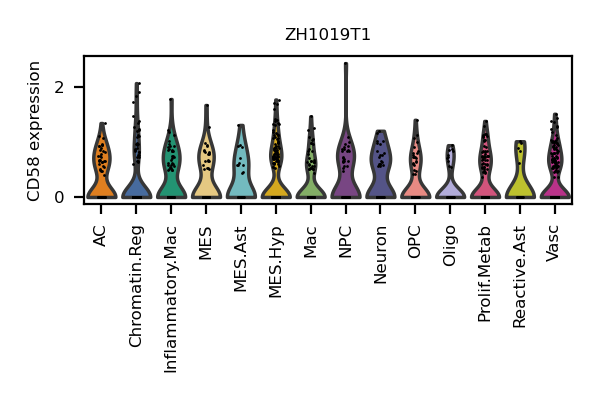 ZH1019T1
CD58 expression
2
0
AC
Chromatin.Reg
Inflammatory.Mac
MES
MES.Ast
MES.Hyp
Mac
NPC
Neuron
OPC
Oligo
Prolif.Metab
Reactive.Ast
Vasc